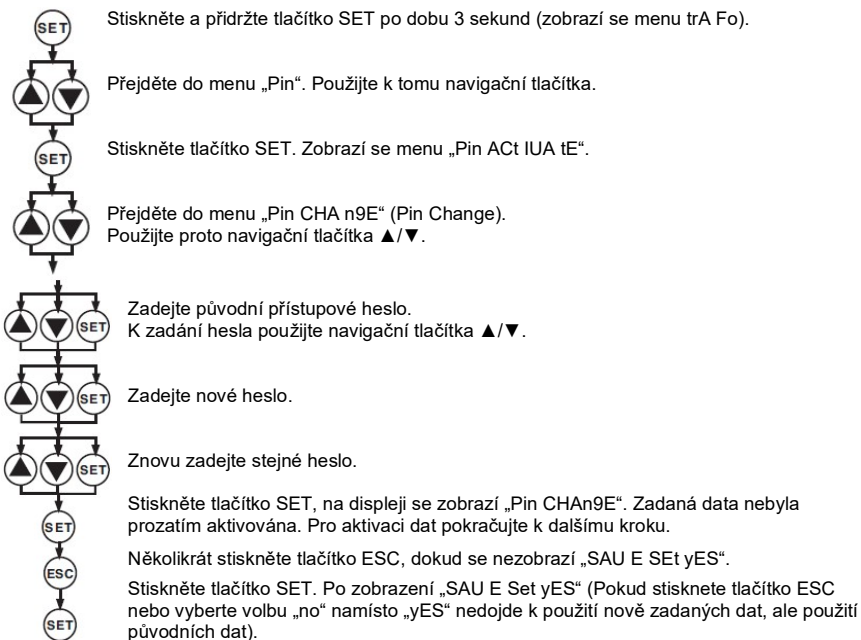 SET Stiskněte a přidržte tlačítko SET po dobu 3 sekund (zobrazí se menu trA Fo).
▲ ▼ Přejděte do menu „Pin“. Použijte k tomu navigační tlačítka.
SET Stiskněte tlačítko SET. Zobrazí se menu „Pin ACt IUA tE“.
▲ ▼ Přejděte do menu „Pin CHA n9E“ (Pin Change).
Použijte proto navigační tlačítka ▲/▼.
▲ ▼ SET Zadejte původní přístupové heslo.
K zadání hesla použijte navigační tlačítka ▲/▼.
▲ ▼ SET Zadejte nové heslo.
▲ ▼ SET Znovu zadejte stejné heslo.
SET Stiskněte tlačítko SET, na displeji se zobrazí „Pin CHAn9E“. Zadaná data nebyla
prozatím aktivována. Pro aktivaci dat pokračujte k dalšímu kroku.
ESC Několikrát stiskněte tlačítko ESC, dokud se nezobrazí „SAU E SEt yES“.
SET Stiskněte tlačítko SET. Po zobrazení „SAU E Set yES“ (Pokud stisknete tlačítko ESC
nebo vyberte volbu „no“ namísto „yES“ nedojde k použití nově zadaných dat, ale použití
původních dat).